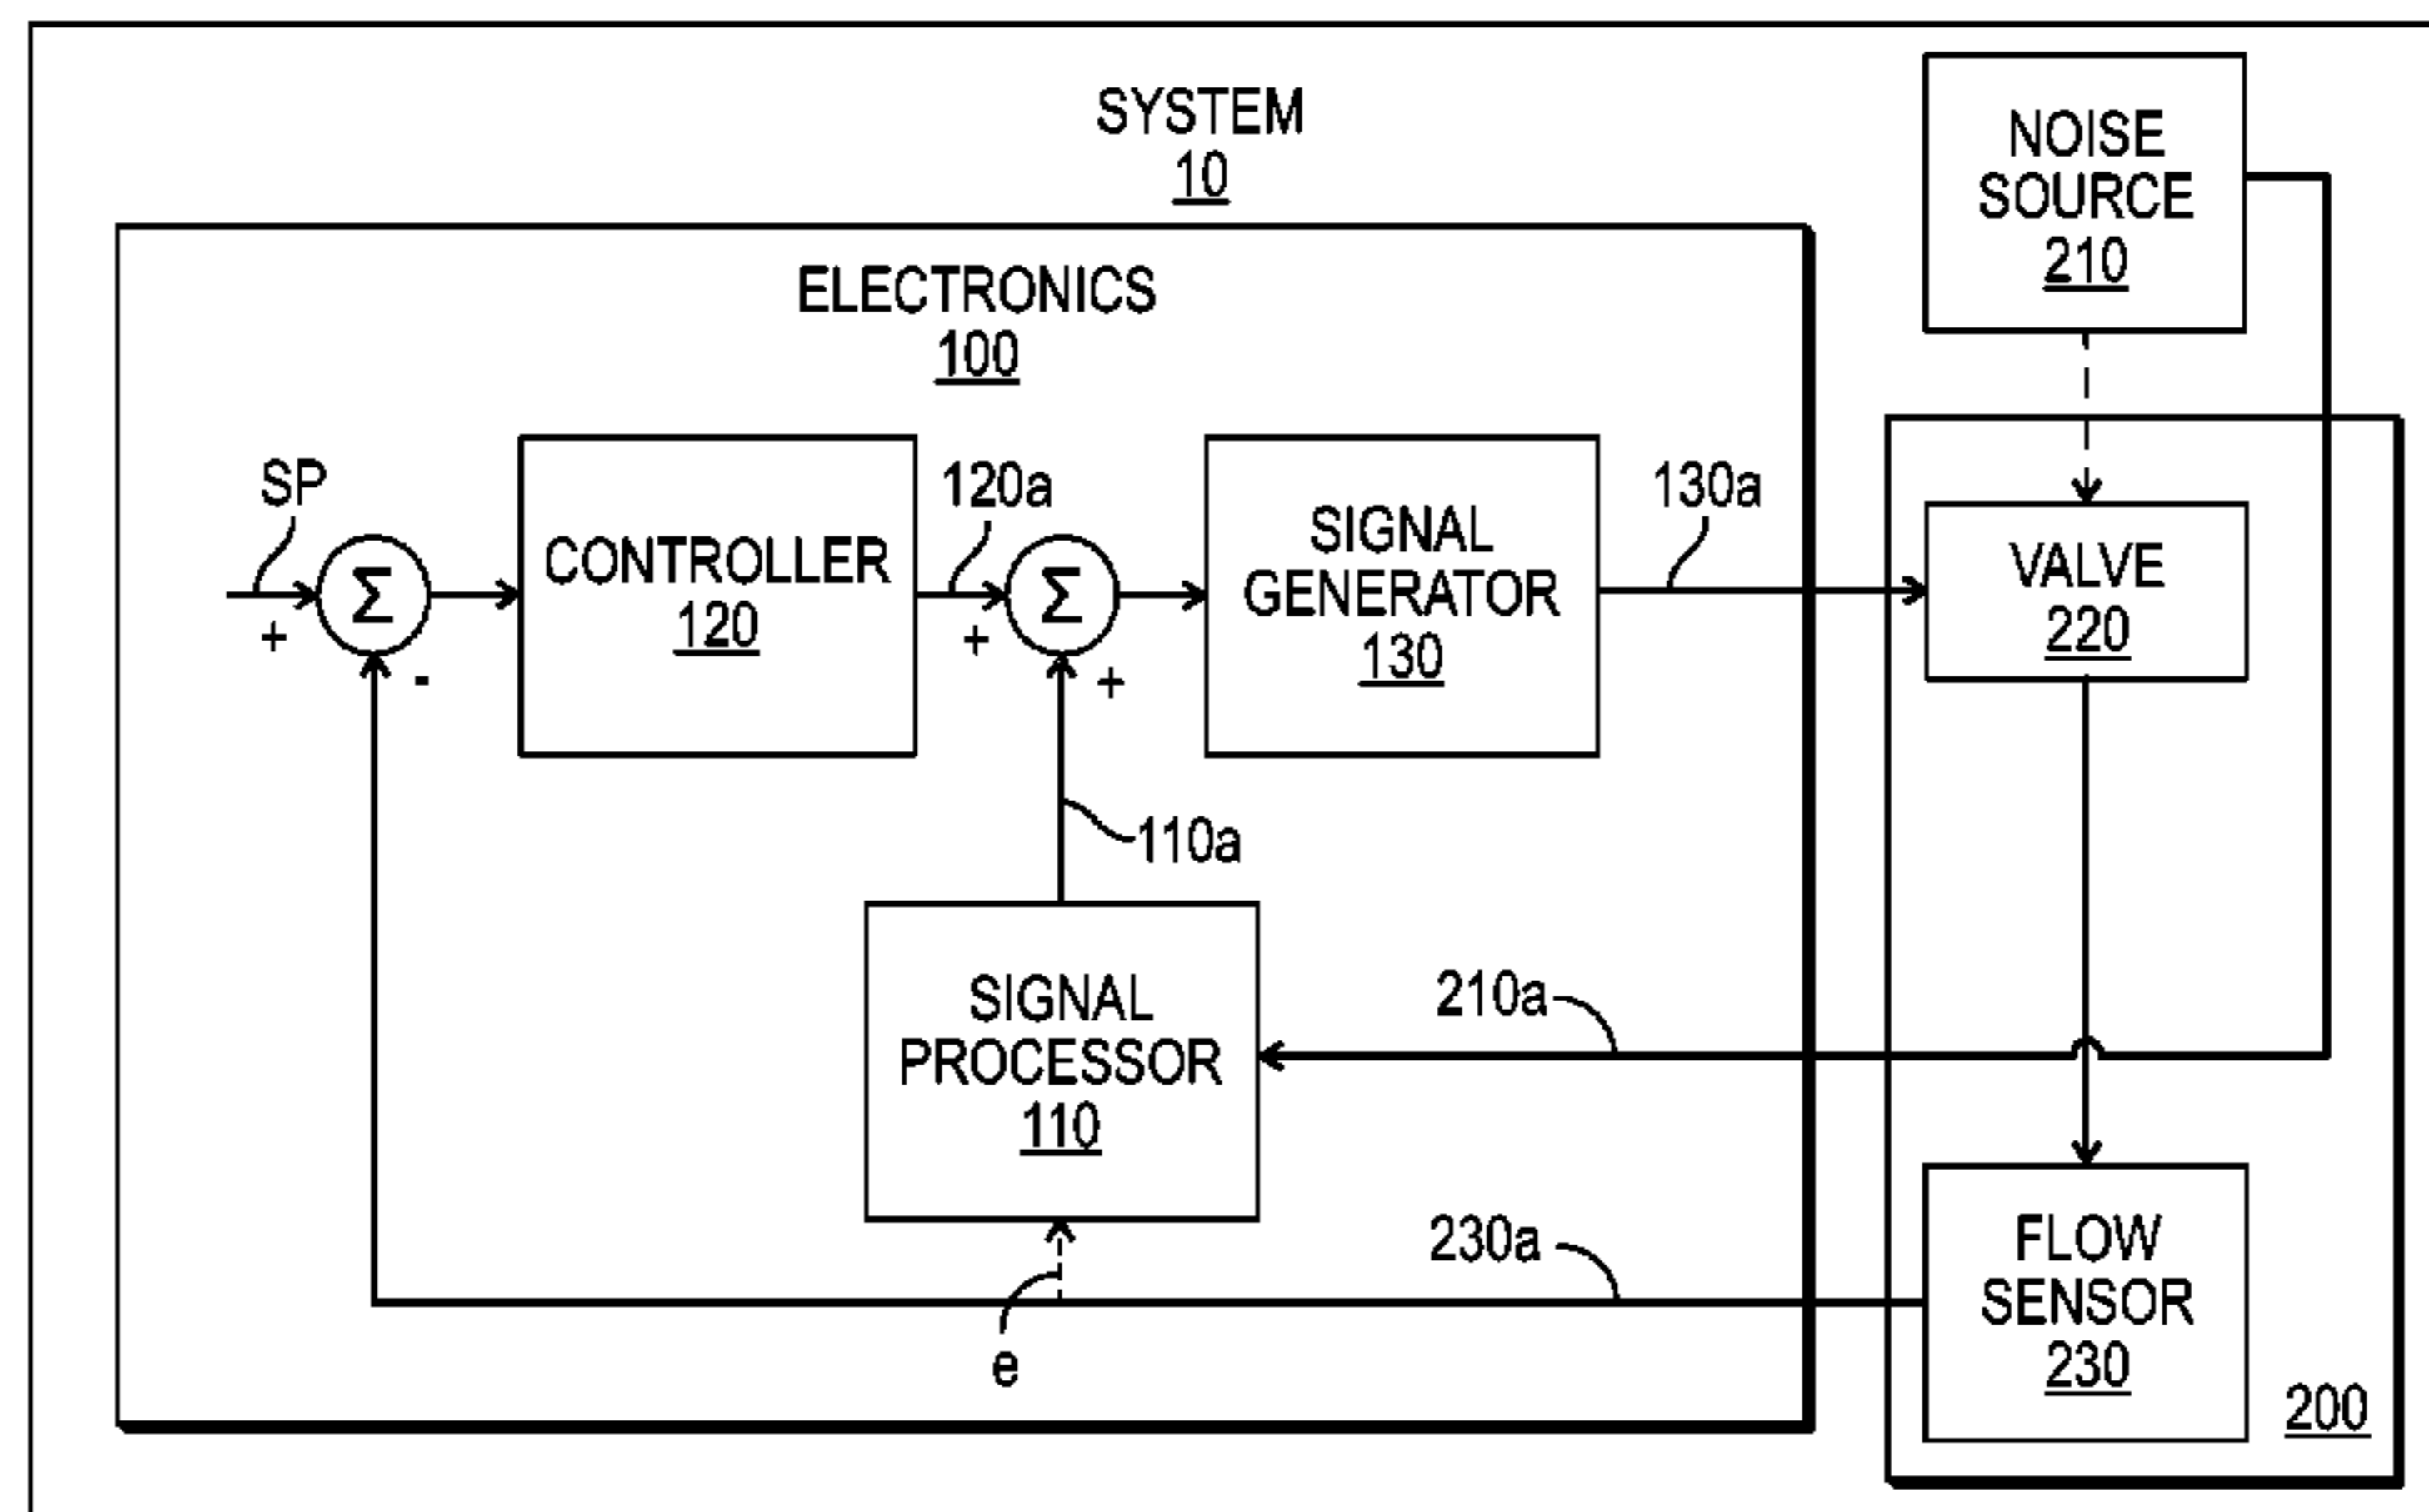 SYSTEM
10
NOISE
SOURCE
210
ELECTRONICS
100
SP
+
Σ
-
CONTROLLER
120
120a
+
Σ
+
SIGNAL
GENERATOR
130
130a
VALVE
220
110a
SIGNAL
PROCESSOR
110
210a
230a
e
FLOW
SENSOR
230
200